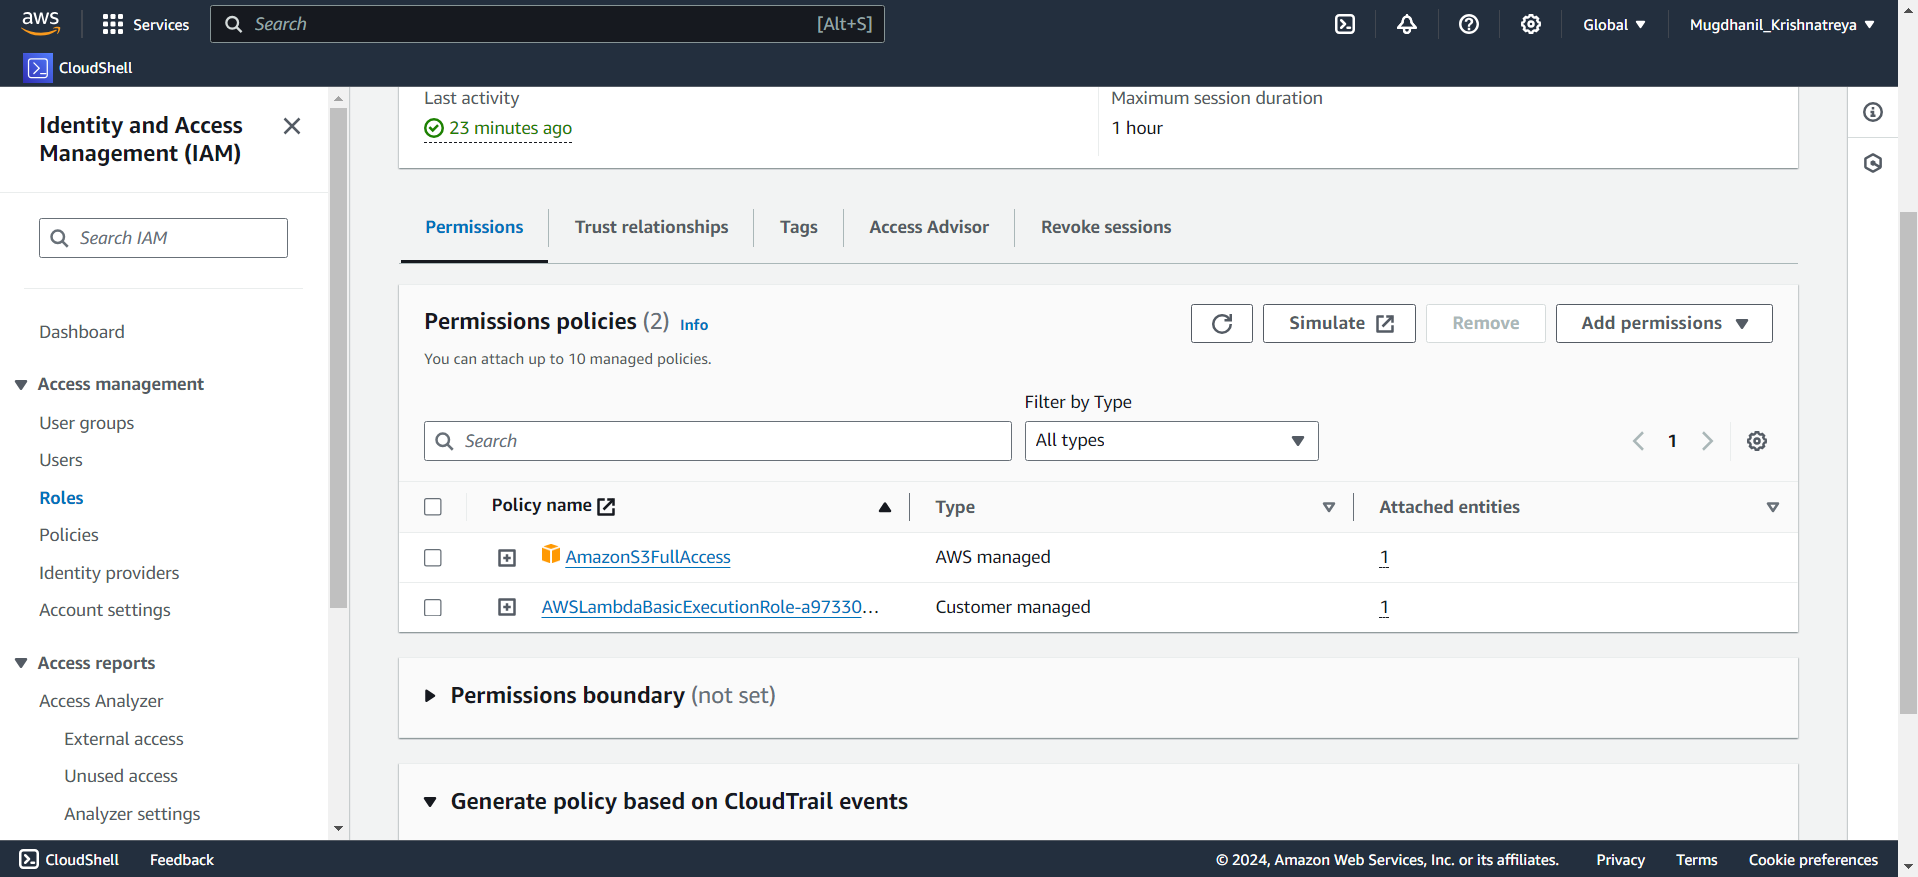 aws
Services
Search
[Alt+S]
Global
Mugdhanil_Krishnatreya
CloudShell
Identity and Access
Management (IAM)
Search IAM
Dashboard
Access management
User groups
Users
Roles
Policies
Identity providers
Account settings
Access reports
Access Analyzer
External access
Unused access
Analyzer settings
Last activity
23 minutes ago
Maximum session duration
1 hour
Permissions
Trust relationships
Tags
Access Advisor
Revoke sessions
Permissions policies (2) Info
You can attach up to 10 managed policies.
Simulate
Remove
Add permissions
Filter by Type
Search
All types
1
Policy name
Type
Attached entities
AmazonS3FullAccess
AWS managed
1
AWSLambdaBasicExecutionRole-a97330...
Customer managed
1
Permissions boundary (not set)
Generate policy based on CloudTrail events
CloudShell
Feedback
© 2024, Amazon Web Services, Inc. or its affiliates.
Privacy
Terms
Cookie preferences